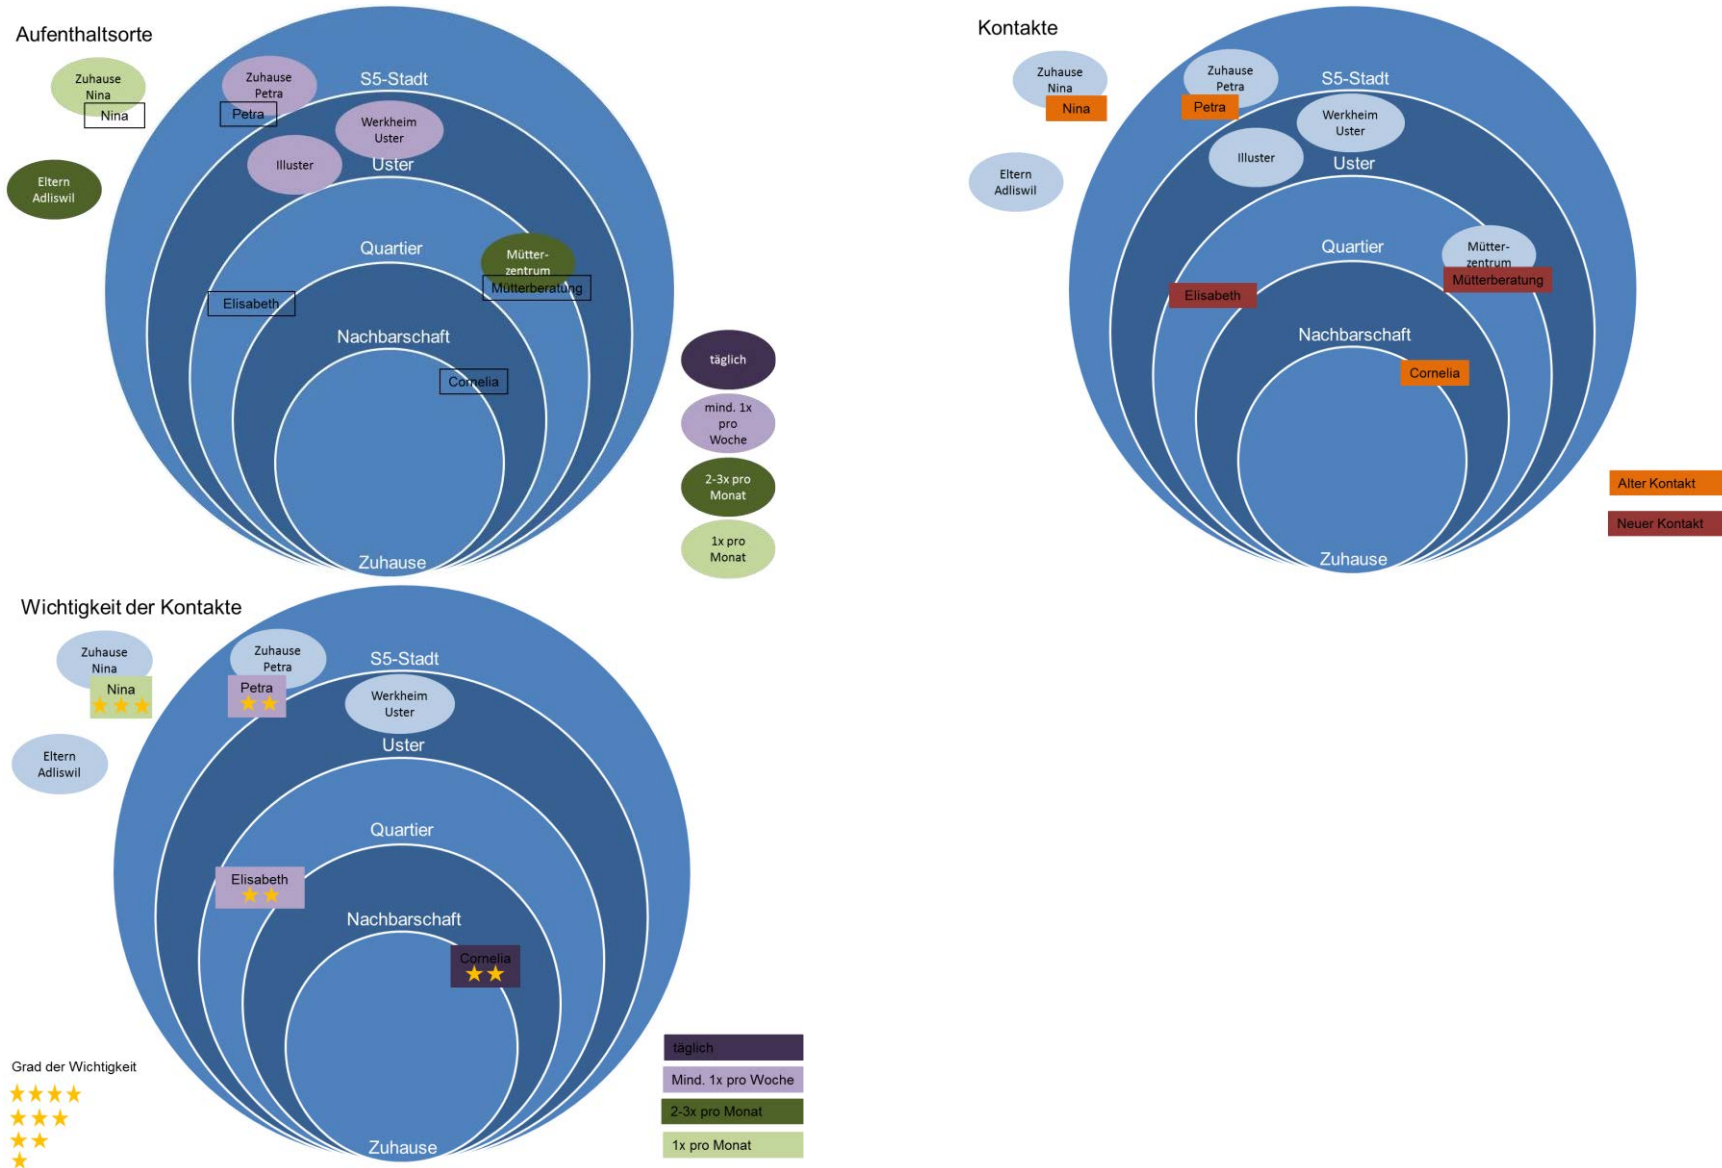 Aufenthaltsorte
Zuhause
Nina
Nina
Zuhause
Petra
Petra
S5-Stadt
Werkheim
Uster
Illuster
Uster
Eltern
Adliswil
Quartier
Mütter-
zentrum
Mütterberatung
Elisabeth
Nachbarschaft
Cornelia
Zuhause
täglich
mind. 1x
pro
Woche
2-3x pro
Monat
1x pro
Monat
Kontakte
Zuhause
Nina
Nina
Zuhause
Petra
Petra
S5-Stadt
Werkheim
Uster
Illuster
Uster
Eltern
Adliswil
Quartier
Mütter-
zentrum
Mütterberatung
Elisabeth
Nachbarschaft
Cornelia
Zuhause
Alter Kontakt
Neuer Kontakt
Wichtigkeit der Kontakte
Zuhause
Nina
Nina
Zuhause
Petra
Petra
S5-Stadt
Werkheim
Uster
Uster
Eltern
Adliswil
Quartier
Elisabeth
Nachbarschaft
Cornelia
Zuhause
Grad der Wichtigkeit
täglich
Mind. 1x pro Woche
2-3x pro Monat
1x pro Monat